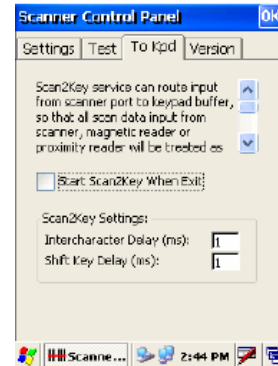 Scanner Control Panel OK
Settings Test To Kpd Version
Scan2Key service can route input
from scanner port to keypad buffer,
so that all scan data input from
scanner, magnetic reader or
proximity reader will be treated as
Start Scan2Key When Exit
Scan2Key Settings:
Intercharacter Delay (ms): 1
Shift Key Delay (ms): 1
Scanne... 2:44 PM